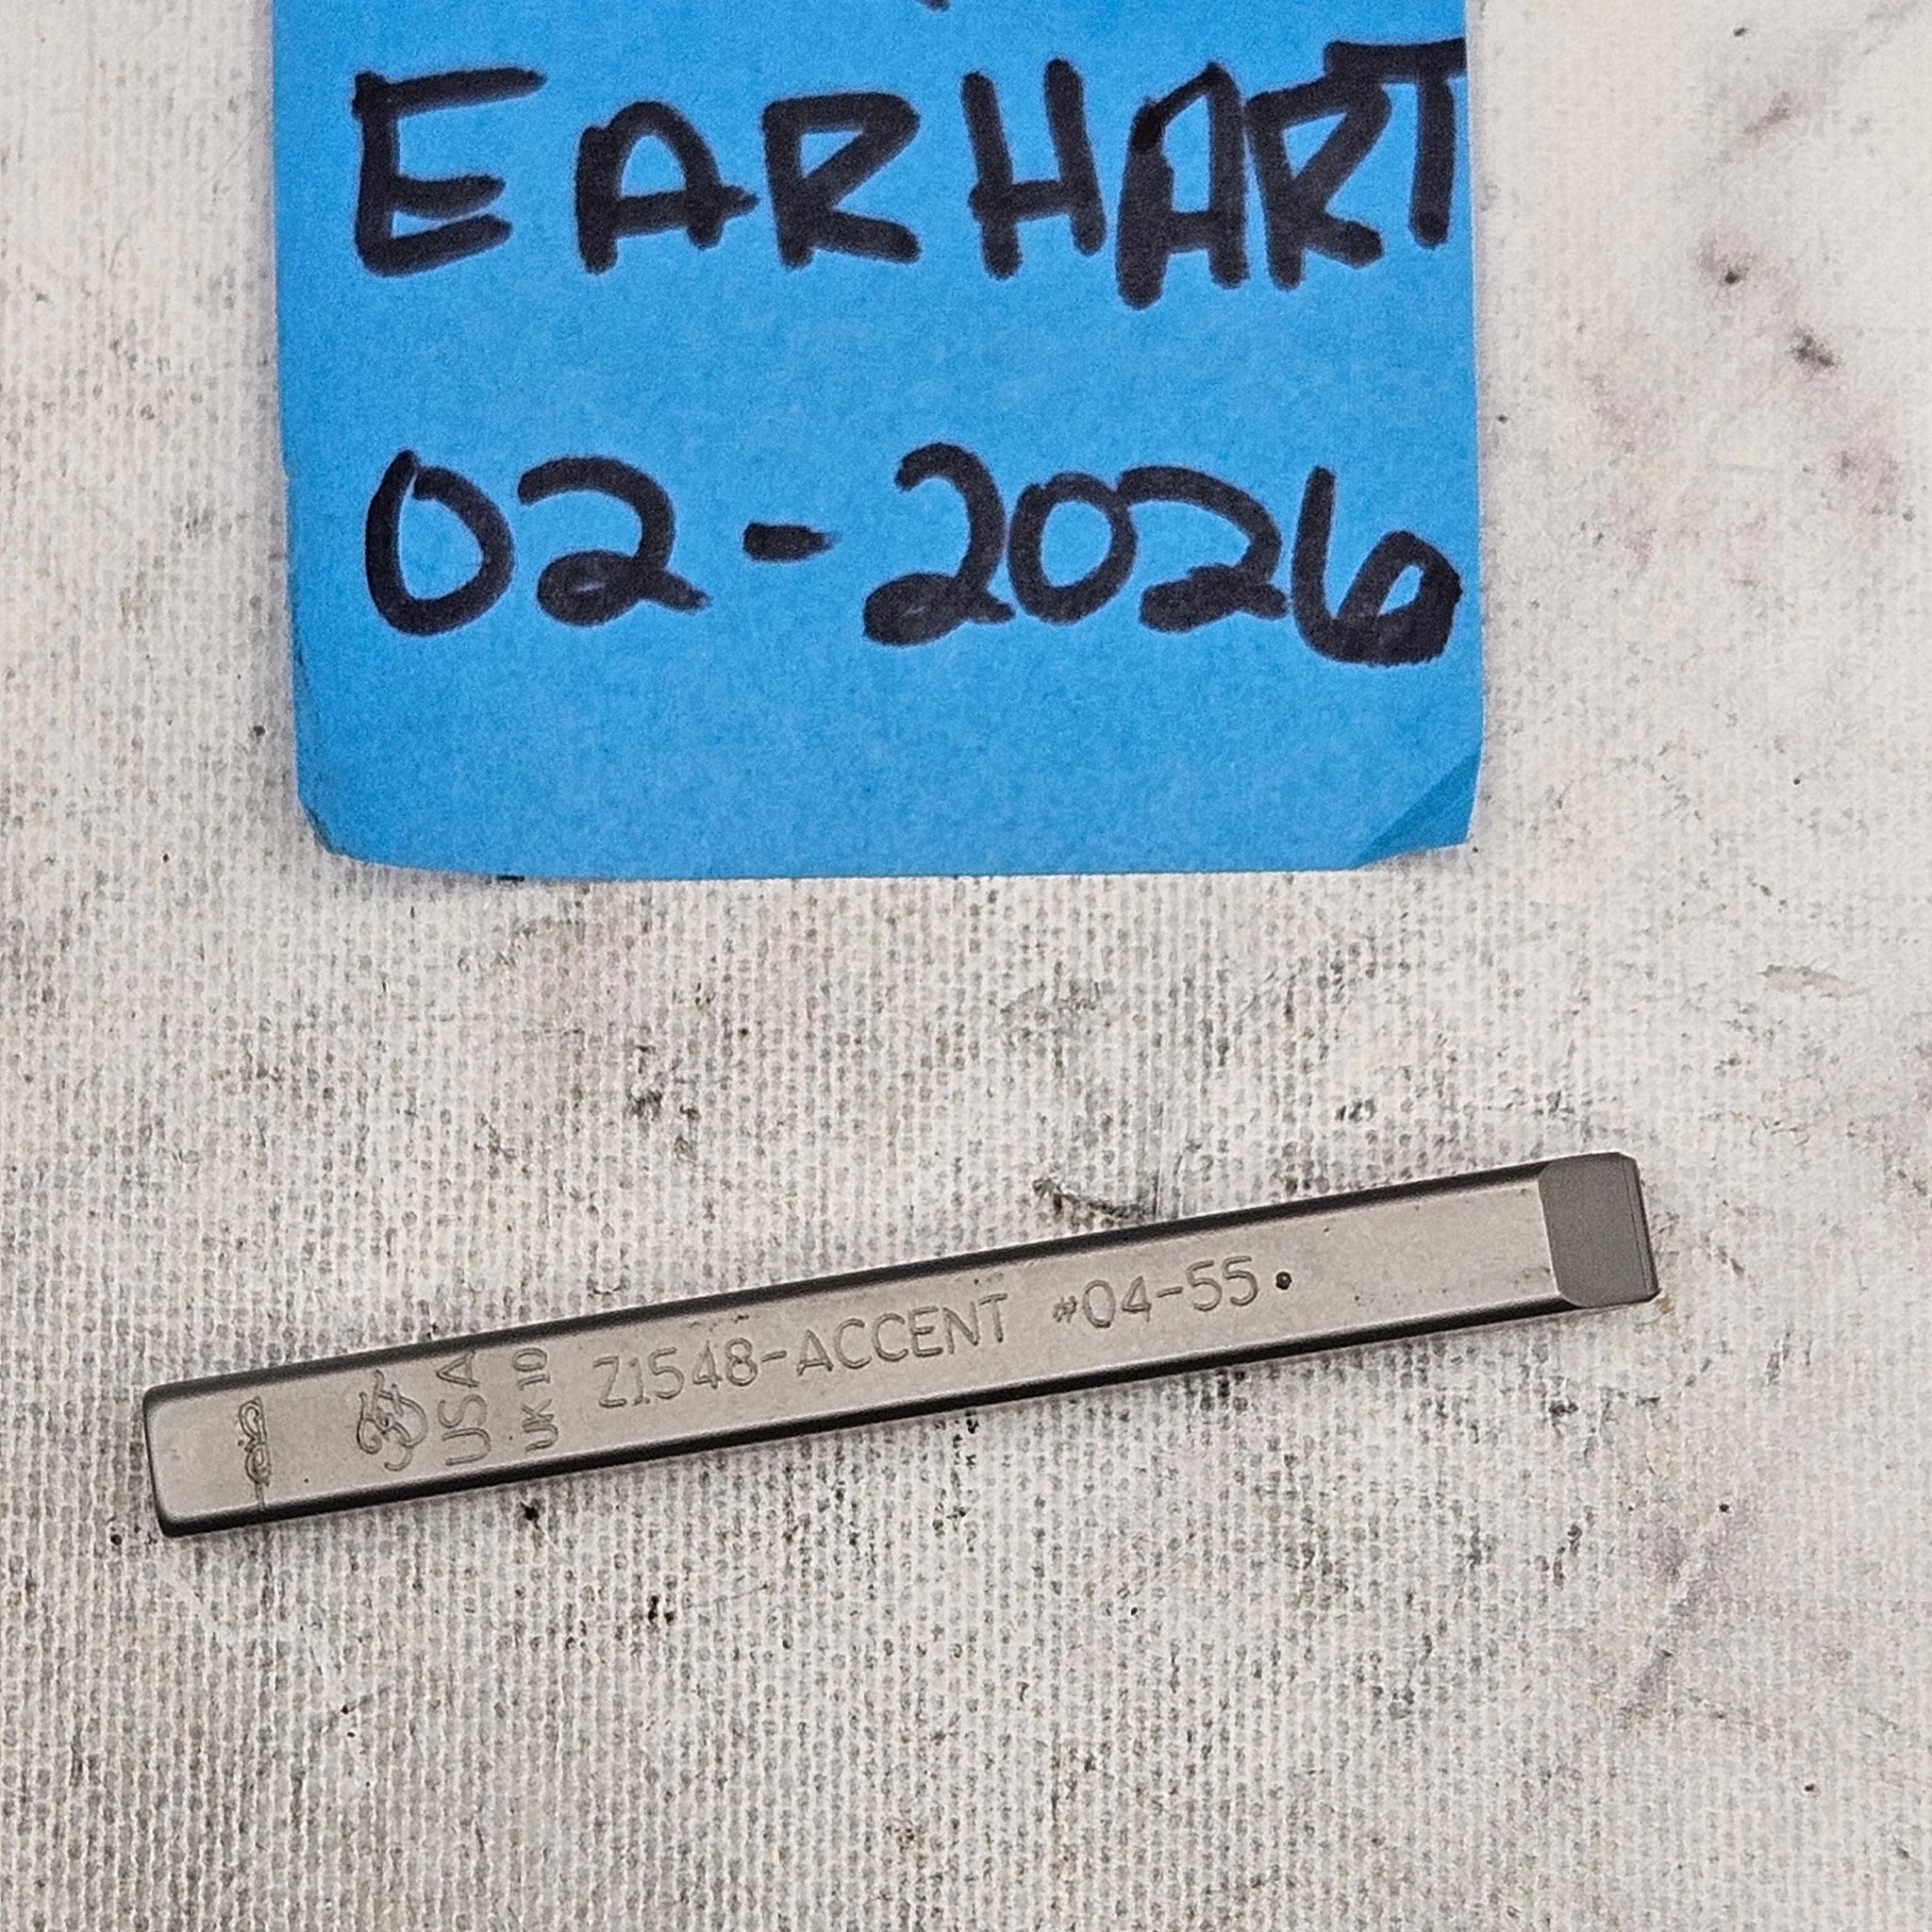 EARHART
02-2026
USA
UK 10
Z1548-ACCENT #04-55.